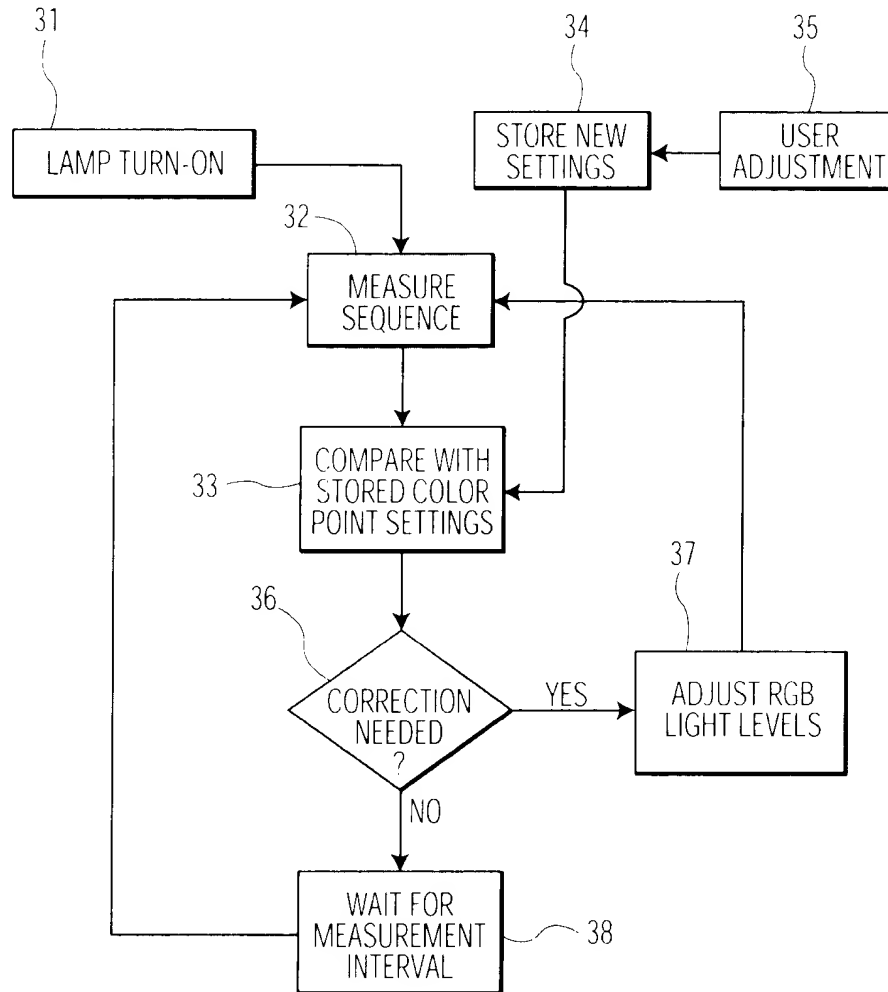 31
34
35
LAMP TURN-ON
STORE NEW
SETTINGS
USER
ADJUSTMENT
32
MEASURE
SEQUENCE
33
COMPARE WITH
STORED COLOR
POINT SETTINGS
36
CORRECTION
NEEDED
?
YES
37
ADJUST RGB
LIGHT LEVELS
NO
WAIT FOR
MEASUREMENT
INTERVAL
38